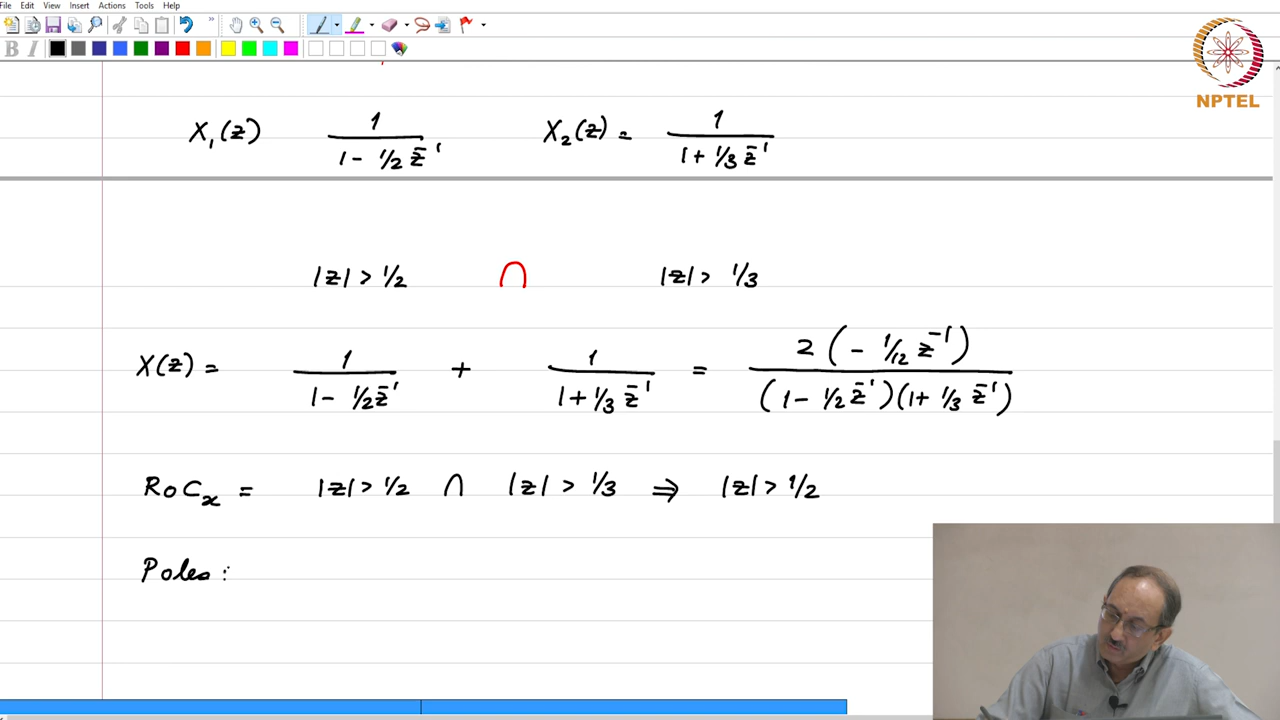 File Edit View Insert Actions Tools Help
B I
NPTEL
X₁(z) 1/(1 - 1/2 z⁻¹) X₂(z) = 1/(1 + 1/3 z⁻¹)
|z| > 1/2 ∩ |z| > 1/3
X(z) = 1/(1 - 1/2 z⁻¹) + 1/(1 + 1/3 z⁻¹) = 2(- 1/12 z⁻¹)/((1 - 1/2 z⁻¹)(1 + 1/3 z⁻¹))
RoCx = |z| > 1/2 ∩ |z| > 1/3 ⇒ |z| > 1/2
Poles :